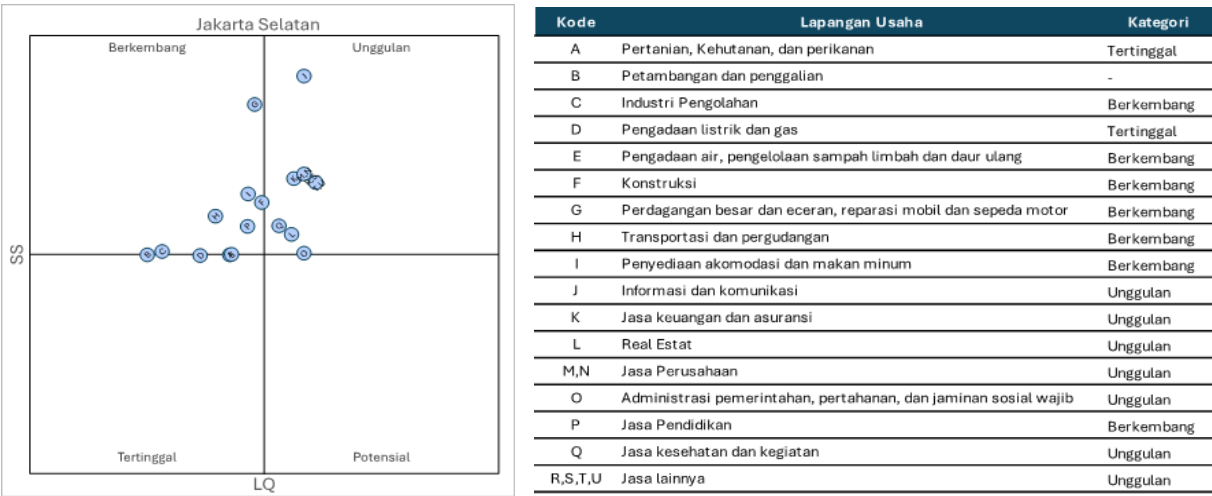 Jakarta Selatan
Berkembang Unggulan
SS
I
G
I
F
H
P
Q
L
B
C
D
O
Tertinggal Potensial
LQ
Kode Lapangan Usaha Kategori
A Pertanian, Kehutanan, dan perikanan Tertinggal
B Petambangan dan penggalian -
C Industri Pengolahan Berkembang
D Pengadaan listrik dan gas Tertinggal
E Pengadaan air, pengelolaan sampah limbah dan daur ulang Berkembang
F Konstruksi Berkembang
G Perdagangan besar dan eceran, reparasi mobil dan sepeda motor Berkembang
H Transportasi dan pergudangan Berkembang
I Penyediaan akomodasi dan makan minum Berkembang
J Informasi dan komunikasi Unggulan
K Jasa keuangan dan asuransi Unggulan
L Real Estat Unggulan
M,N Jasa Perusahaan Unggulan
O Administrasi pemerintahan, pertahanan, dan jaminan sosial wajib Unggulan
P Jasa Pendidikan Berkembang
Q Jasa kesehatan dan kegiatan Unggulan
R,S,T,U Jasa lainnya Unggulan